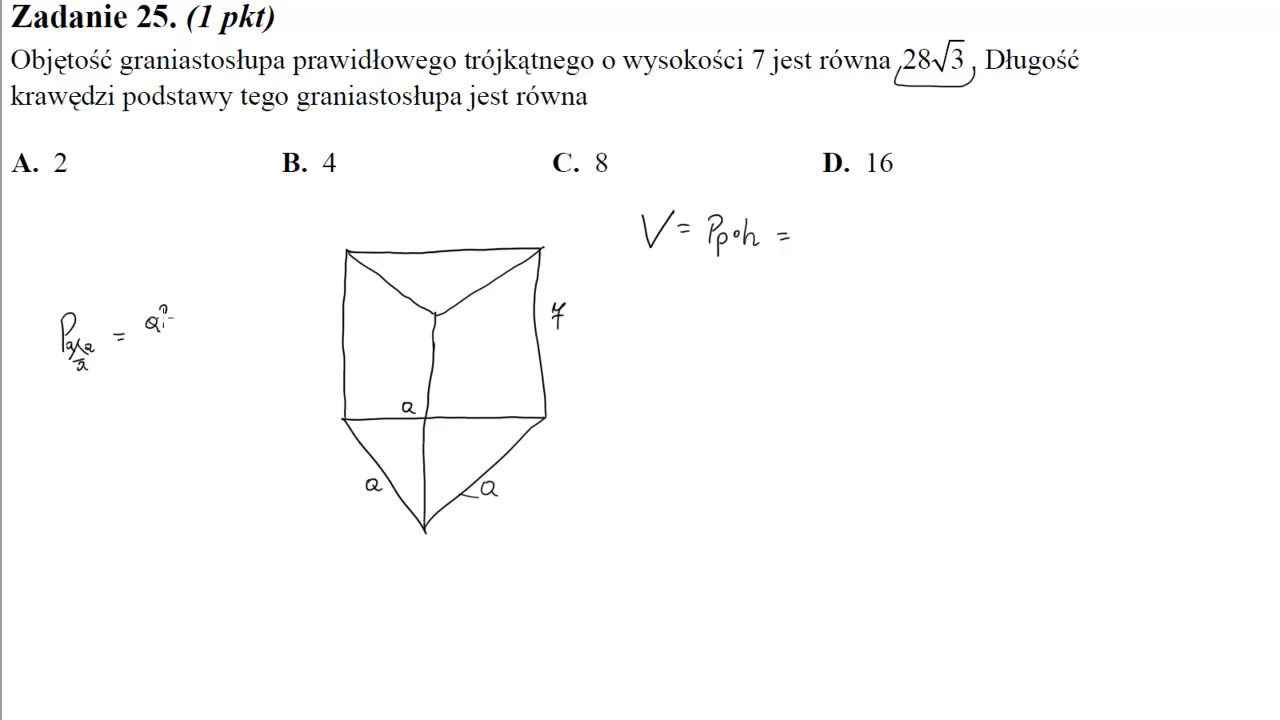 Zadanie 25. (1 pkt)
Objętość graniastosłupa prawidłowego trójkątnego o wysokości 7 jest równa 28√3. Długość
krawędzi podstawy tego graniastosłupa jest równa
A. 2 B. 4 C. 8 D. 16
V = Pp·h =
7
a
a
a